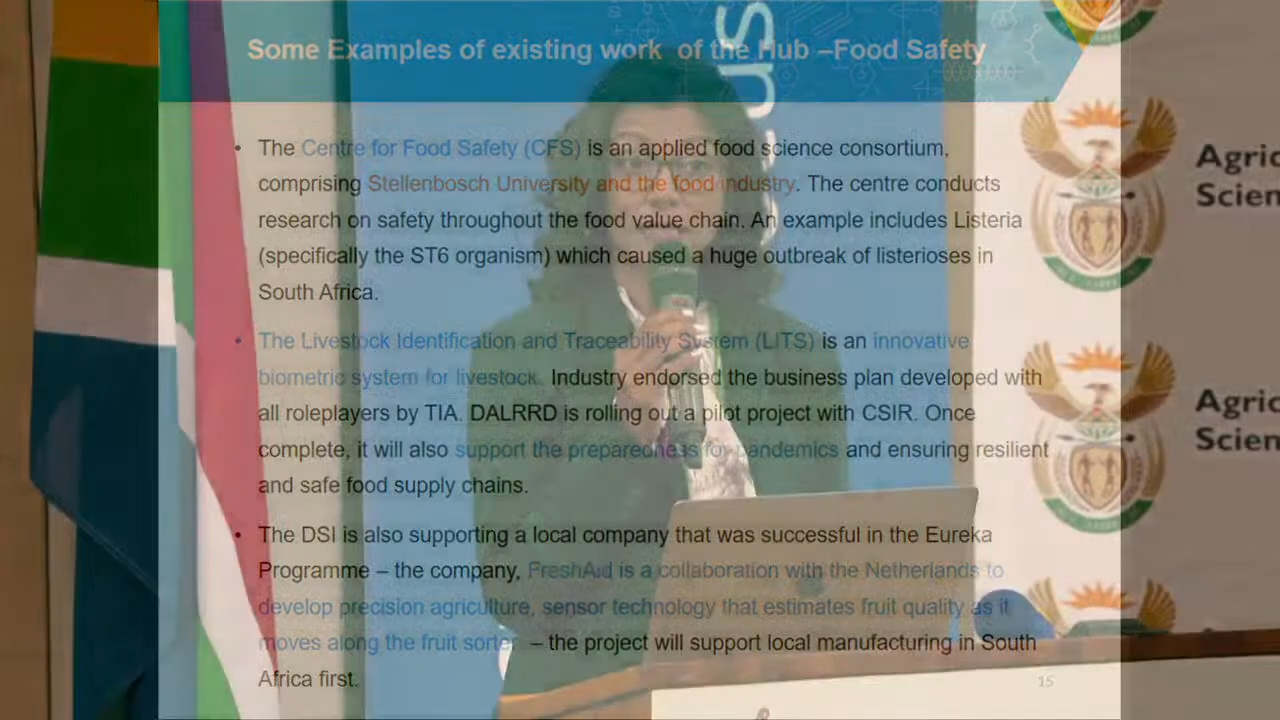 Some Examples of existing work of the Hub –Food Safety
• The Centre for Food Safety (CFS) is an applied food science consortium,
comprising Stellenbosch University and the food industry. The centre conducts
research on safety throughout the food value chain. An example includes Listeria
(specifically the ST6 organism) which caused a huge outbreak of listerioses in
South Africa.
• The Livestock Identification and Traceability System (LITS) is an innovative
biometric system for livestock. Industry endorsed the business plan developed with
all roleplayers by TIA. DALRRD is rolling out a pilot project with CSIR. Once
complete, it will also support the preparedness for pandemics and ensuring resilient
and safe food supply chains.
• The DSI is also supporting a local company that was successful in the Eureka
Programme – the company, FreshAid is a collaboration with the Netherlands to
develop precision agriculture, sensor technology that estimates fruit quality as it
moves along the fruit sorter – the project will support local manufacturing in South
Africa first.
15
Agric
Scien
Agric
Scien